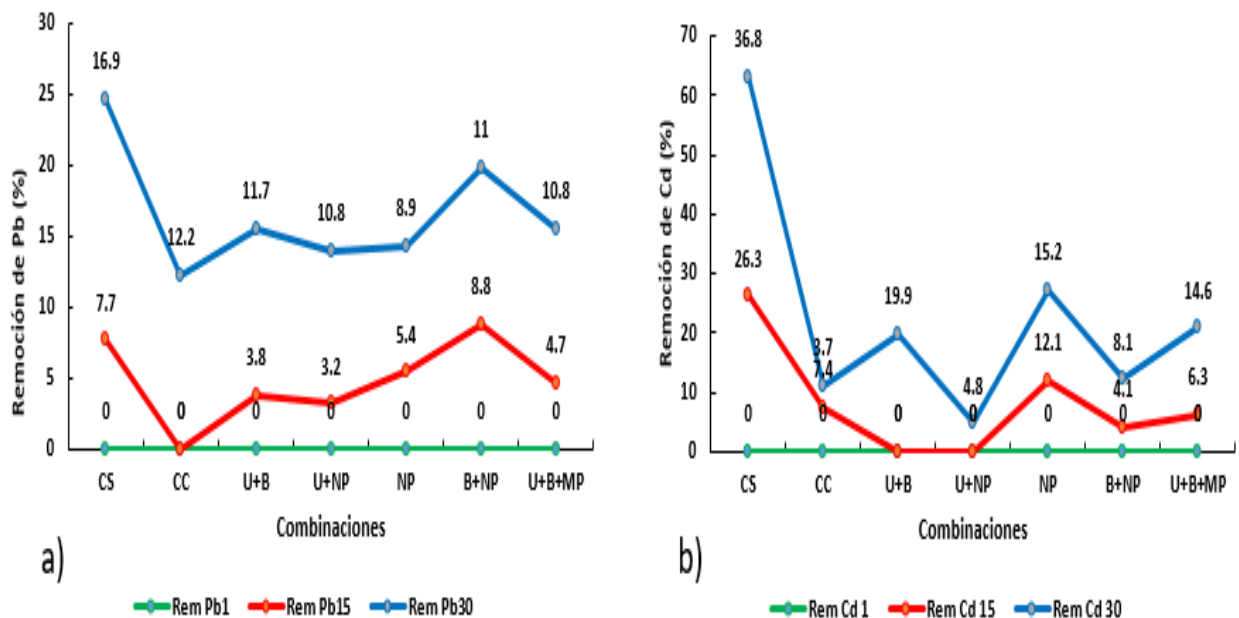 Remoción de Pb (%)
30
25
20
15
10
5
0
16.9
12.2
11.7
10.8
8.9
11
10.8
7.7
0
3.8
3.2
5.4
8.8
4.7
0
0
0
0
0
0
0
CS
CC
U+B
U+NP
NP
B+NP
U+B+MP
Combinaciones
a)
Rem Pb1
Rem Pb15
Rem Pb30
Remoción de Cd (%)
70
60
50
40
30
20
10
0
36.8
3.7
19.9
4.8
15.2
8.1
14.6
26.3
7.4
0
0
12.1
4.1
6.3
0
0
0
0
0
0
0
CS
CC
U+B
U+NP
NP
B+NP
U+B+MP
Combinaciones
b)
Rem Cd 1
Rem Cd 15
Rem Cd 30